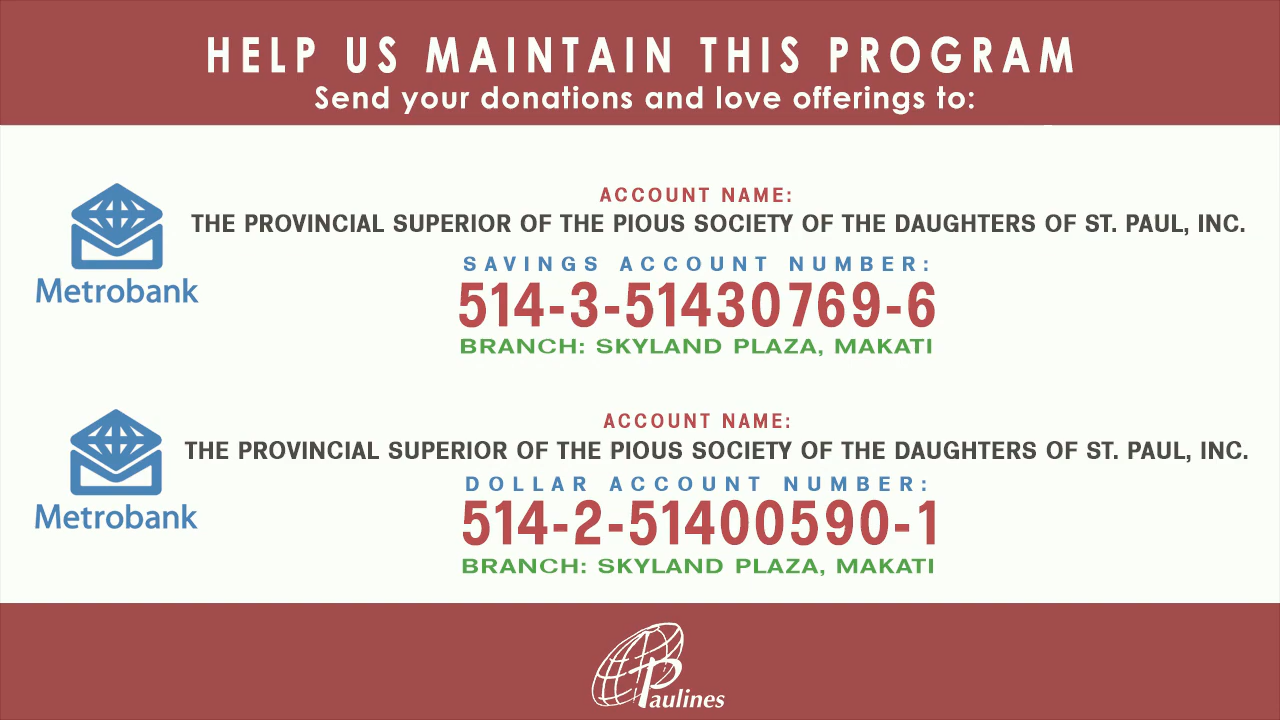 HELP US MAINTAIN THIS PROGRAM
Send your donations and love offerings to:
ACCOUNT NAME:
THE PROVINCIAL SUPERIOR OF THE PIOUS SOCIETY OF THE DAUGHTERS OF ST. PAUL, INC.
SAVINGS ACCOUNT NUMBER:
514-3-51430769-6
BRANCH: SKYLAND PLAZA, MAKATI
Metrobank
ACCOUNT NAME:
THE PROVINCIAL SUPERIOR OF THE PIOUS SOCIETY OF THE DAUGHTERS OF ST. PAUL, INC.
DOLLAR ACCOUNT NUMBER:
514-2-51400590-1
BRANCH: SKYLAND PLAZA, MAKATI
Metrobank
Paulines